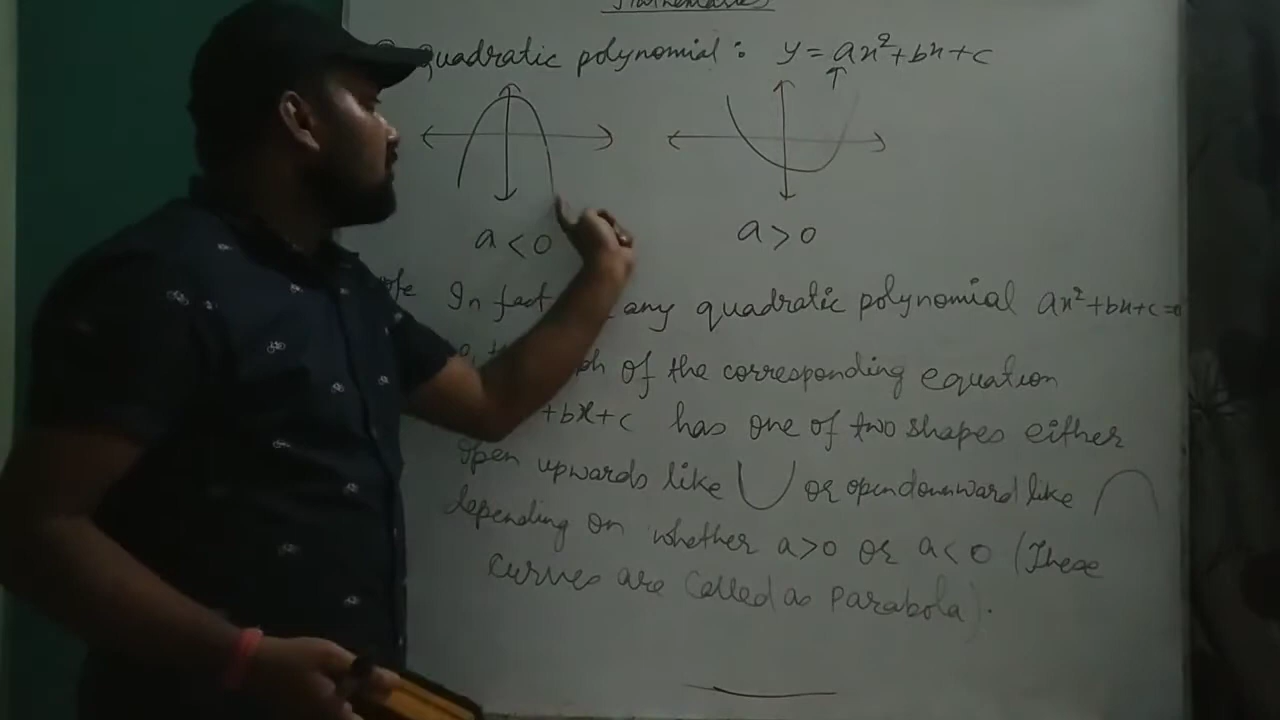 Mathematics
quadratic polynomial : y = ax²+bx+c
a < 0
a > 0
In fact any quadratic polynomial ax²+bx+c=0
of the corresponding equation
+bx+c has one of two shapes either
open upwards like or open downward like
depending on whether a>0 or a<0 (These
curves are called as parabola).